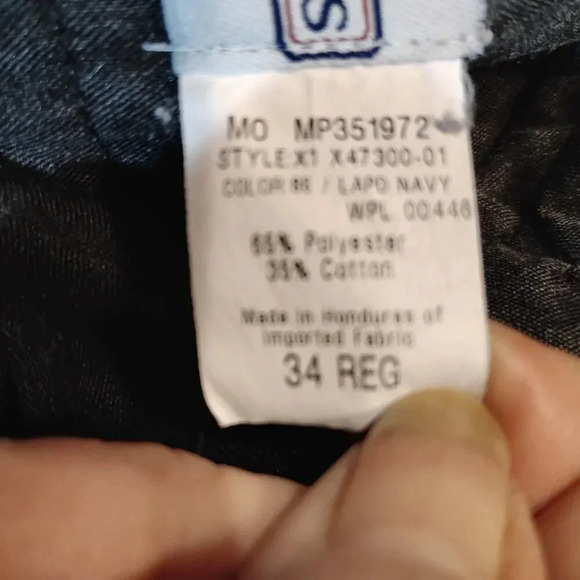 S
MO MP351972
STYLE:X1 X47300-01
COLOR:86 / LAPD NAVY
WPL 00446
65% Polyester
35% Cotton
Made in Honduras of
Imported Fabric
34 REG